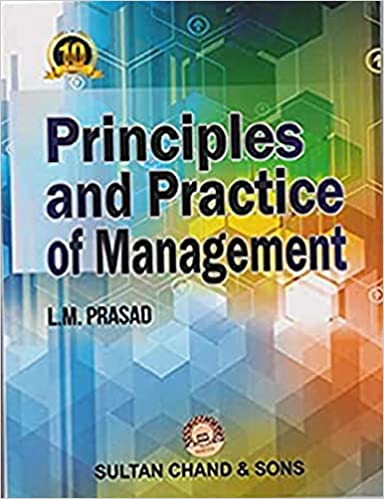 10
Principles
and Practice
of Management
L.M. PRASAD
SULTAN CHAND & SONS